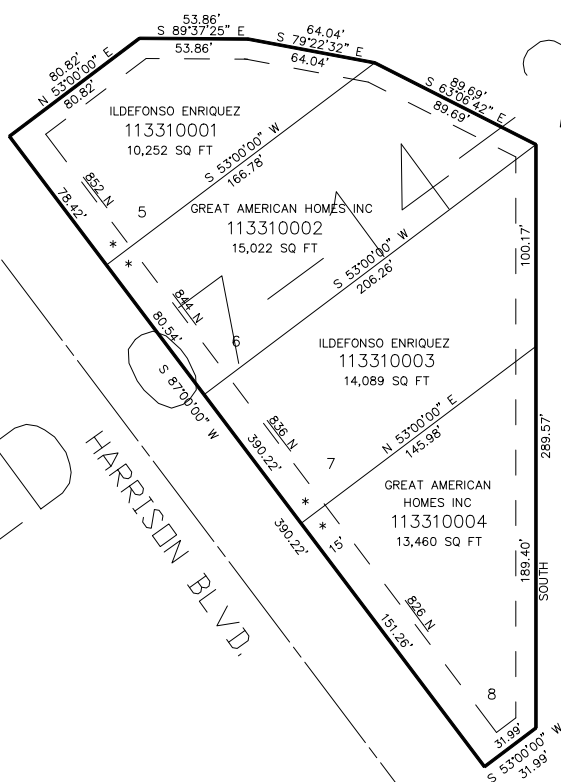 53.86'
S 89°37'25" E
53.86'
64.04'
S 79°22'32" E
64.04'
89.69'
S 63°06'42" E
89.69'
80.82'
N 53°00'00" E
80.82'
ILDEFONSO ENRIQUEZ
113310001
10,252 SQ FT
S 53°00'00" W
166.78'
852 N
78.42'
5
*
*
GREAT AMERICAN HOMES INC
113310002
15,022 SQ FT
S 53°00'00" W
206.26'
100.17'
844 N
80.54'
6
S 87°00'00" W
ILDEFONSO ENRIQUEZ
113310003
14,089 SQ FT
836 N
390.22'
7
N 53°00'00" E
145.98'
289.57'
SOUTH
HARRISON BLVD.
*
*
390.22'
15'
GREAT AMERICAN
HOMES INC
113310004
13,460 SQ FT
189.40'
826 N
151.26'
8
31.99'
S 53°00'00" W
31.99'